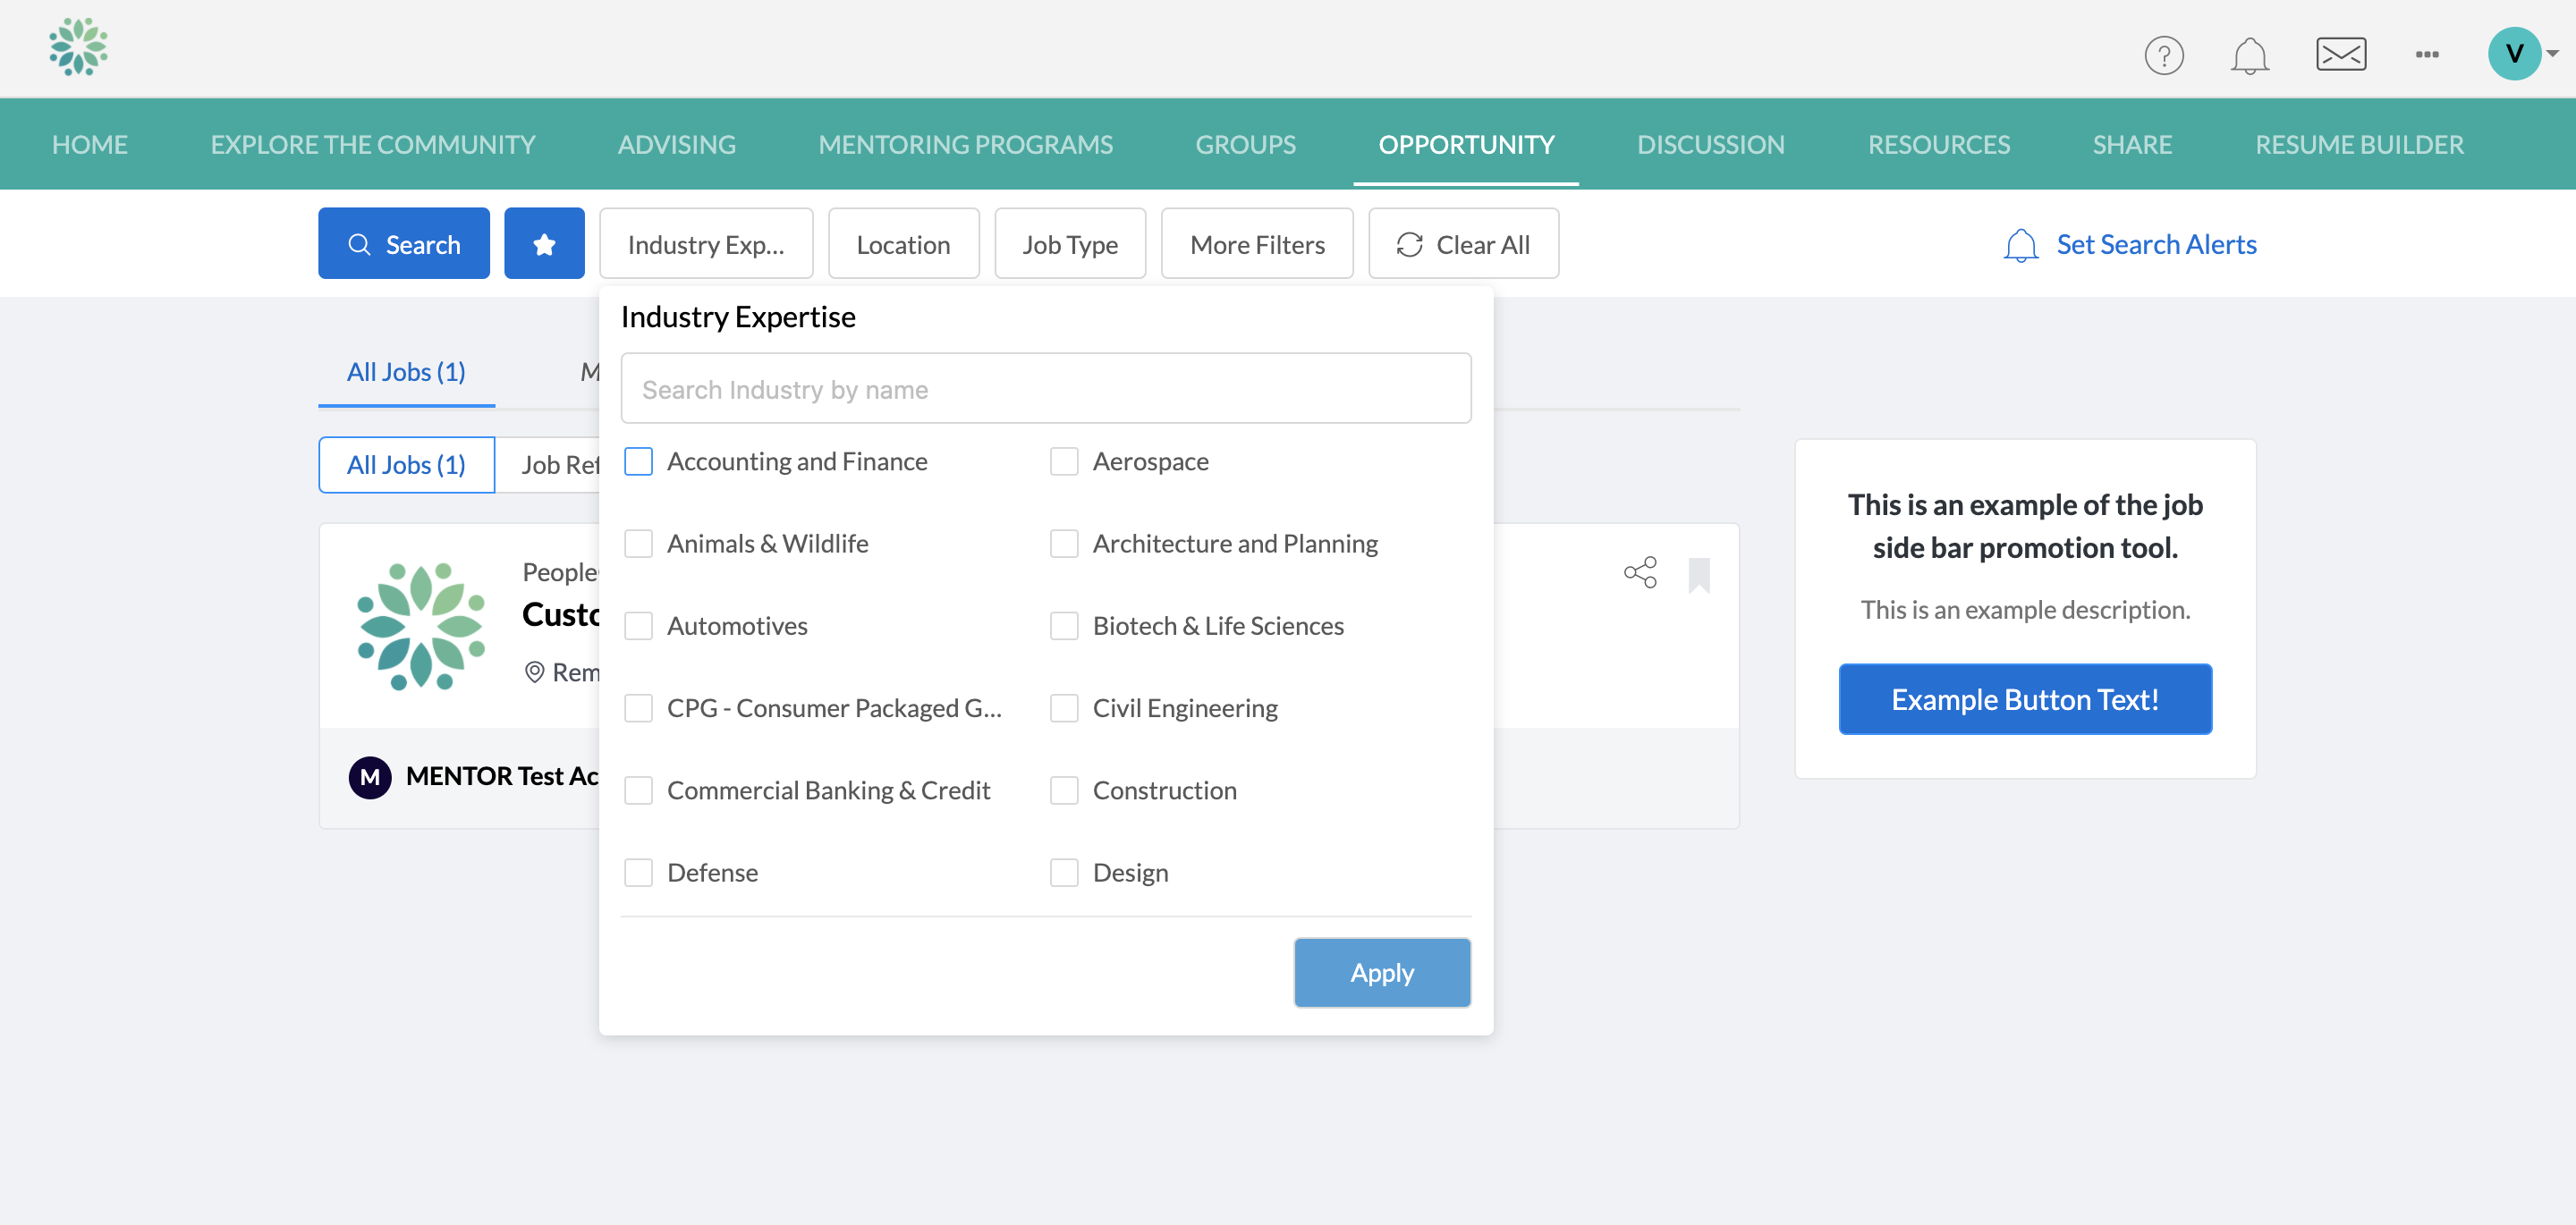 ?
V
HOME EXPLORE THE COMMUNITY ADVISING MENTORING PROGRAMS GROUPS OPPORTUNITY DISCUSSION RESOURCES SHARE RESUME BUILDER
Search Industry Exp... Location Job Type More Filters Clear All Set Search Alerts
Industry Expertise
All Jobs (1) M
Search Industry by name
All Jobs (1) Job Ref
Accounting and Finance Aerospace
Animals & Wildlife Architecture and Planning
Automotives Biotech & Life Sciences
CPG - Consumer Packaged G... Civil Engineering
Commercial Banking & Credit Construction
Defense Design
Apply
People
Custo
Rem
M MENTOR Test Ac
This is an example of the job
side bar promotion tool.
This is an example description.
Example Button Text!